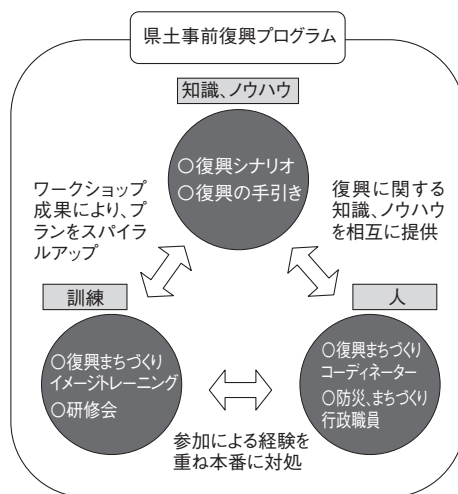 県土事前復興プログラム
知識、ノウハウ
○復興シナリオ
○復興の手引き
ワークショップ
成果により、プ
ランをスパイラ
ルアップ
復興に関する
知識、ノウハウ
を相互に提供
訓練
○復興まちづくり
イメージトレーニング
○研修会
人
○復興まちづくり
コーディネーター
○防災、まちづくり
行政職員
参加による経験を
重ね本番に対処